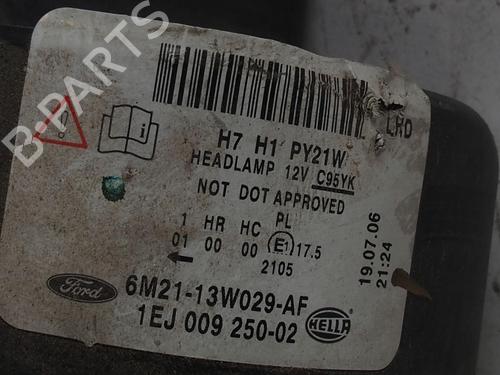 B-PARTS
LHD
H7 H1 PY21W
HEADLAMP 12V C95YK
NOT DOT APPROVED
1 HR HC PL
01 00 00 E1 17.5
2105
19.07.06
21:24
Ford
6M21-13W029-AF
1EJ 009 250-02
HELLA